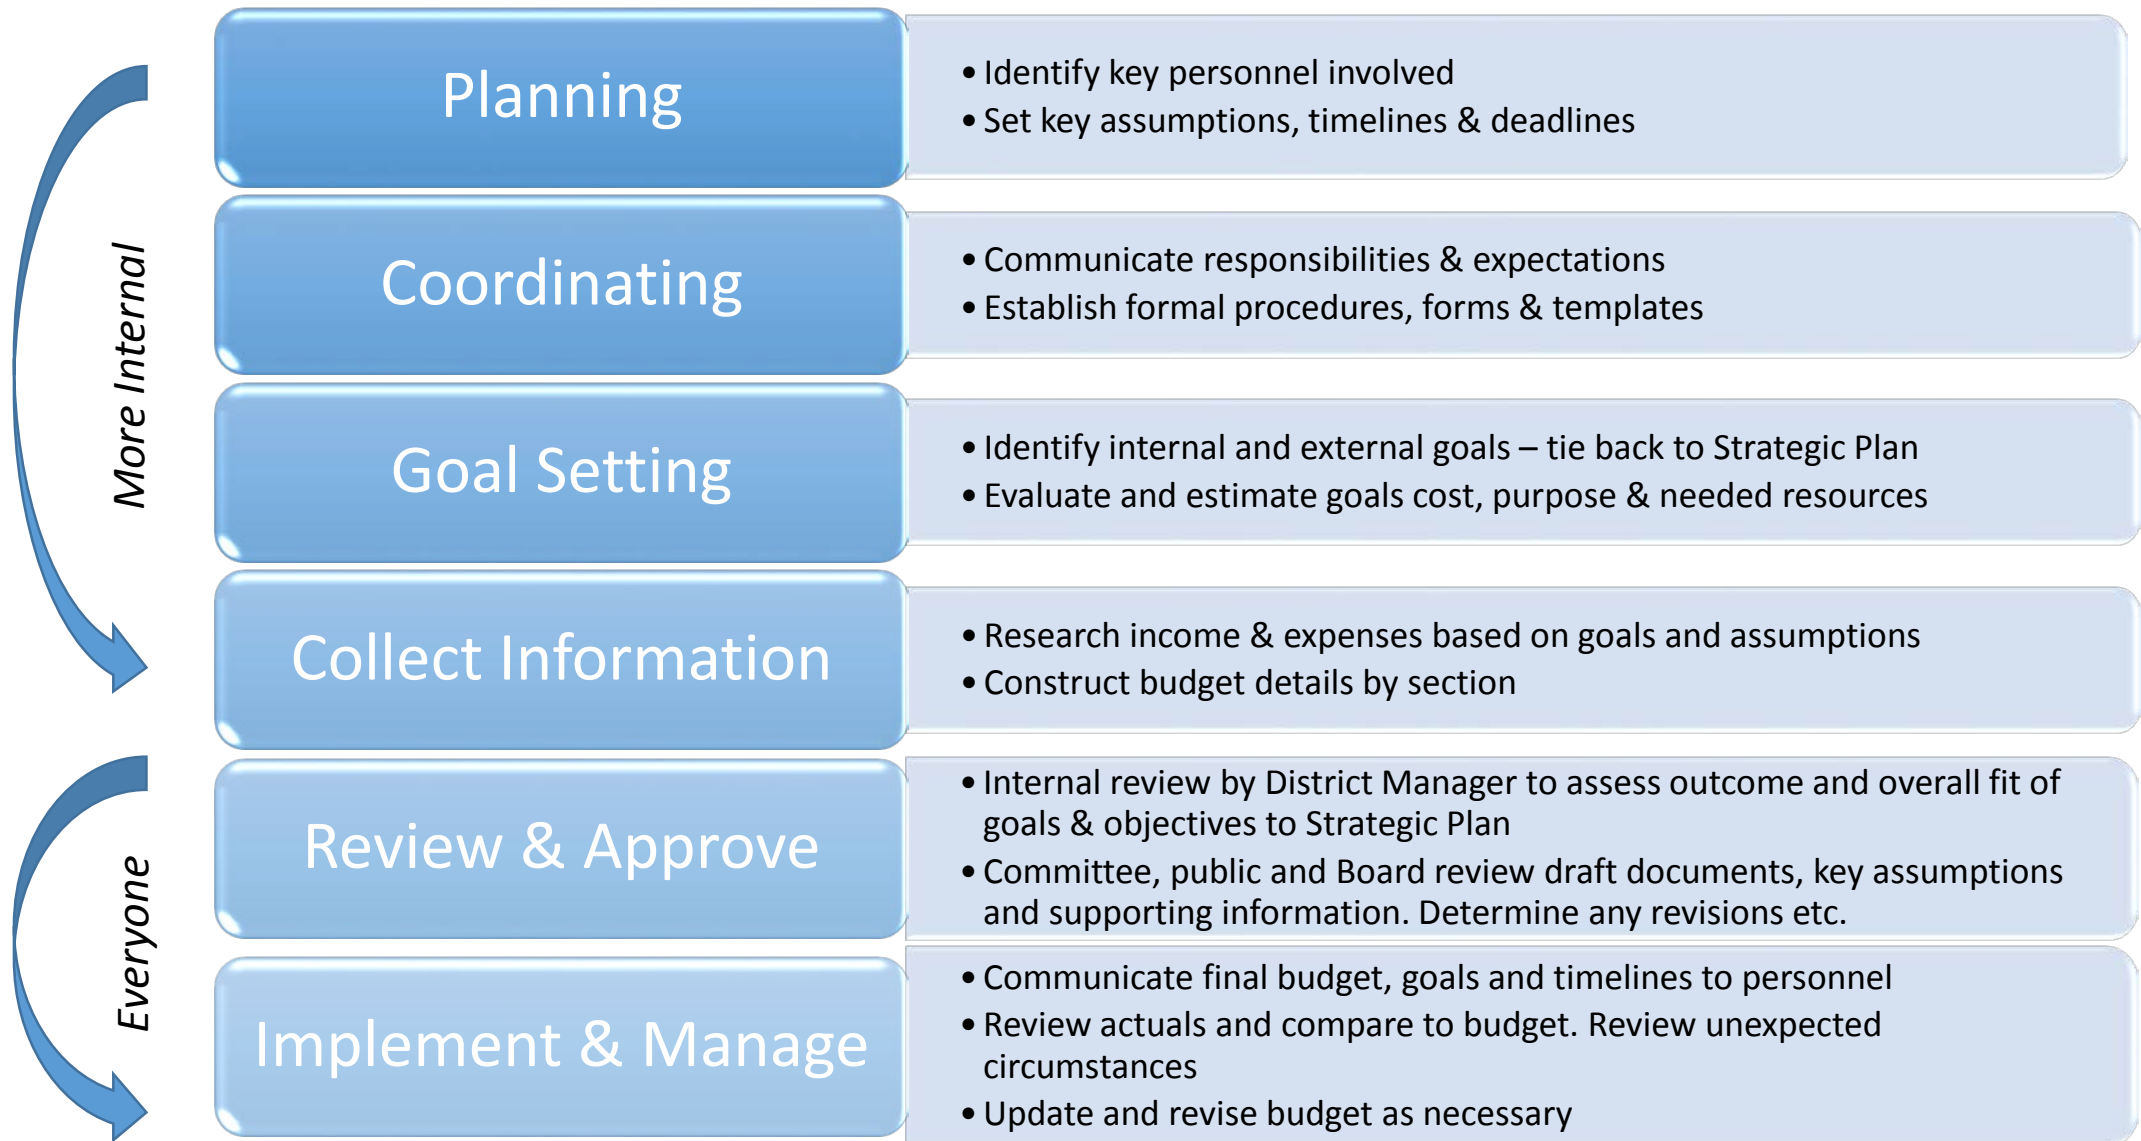 More Internal
Planning
• Identify key personnel involved
• Set key assumptions, timelines & deadlines
Coordinating
• Communicate responsibilities & expectations
• Establish formal procedures, forms & templates
Goal Setting
• Identify internal and external goals – tie back to Strategic Plan
• Evaluate and estimate goals cost, purpose & needed resources
Collect Information
• Research income & expenses based on goals and assumptions
• Construct budget details by section
Everyone
Review & Approve
• Internal review by District Manager to assess outcome and overall fit of
goals & objectives to Strategic Plan
• Committee, public and Board review draft documents, key assumptions
and supporting information. Determine any revisions etc.
Implement & Manage
• Communicate final budget, goals and timelines to personnel
• Review actuals and compare to budget. Review unexpected
circumstances
• Update and revise budget as necessary